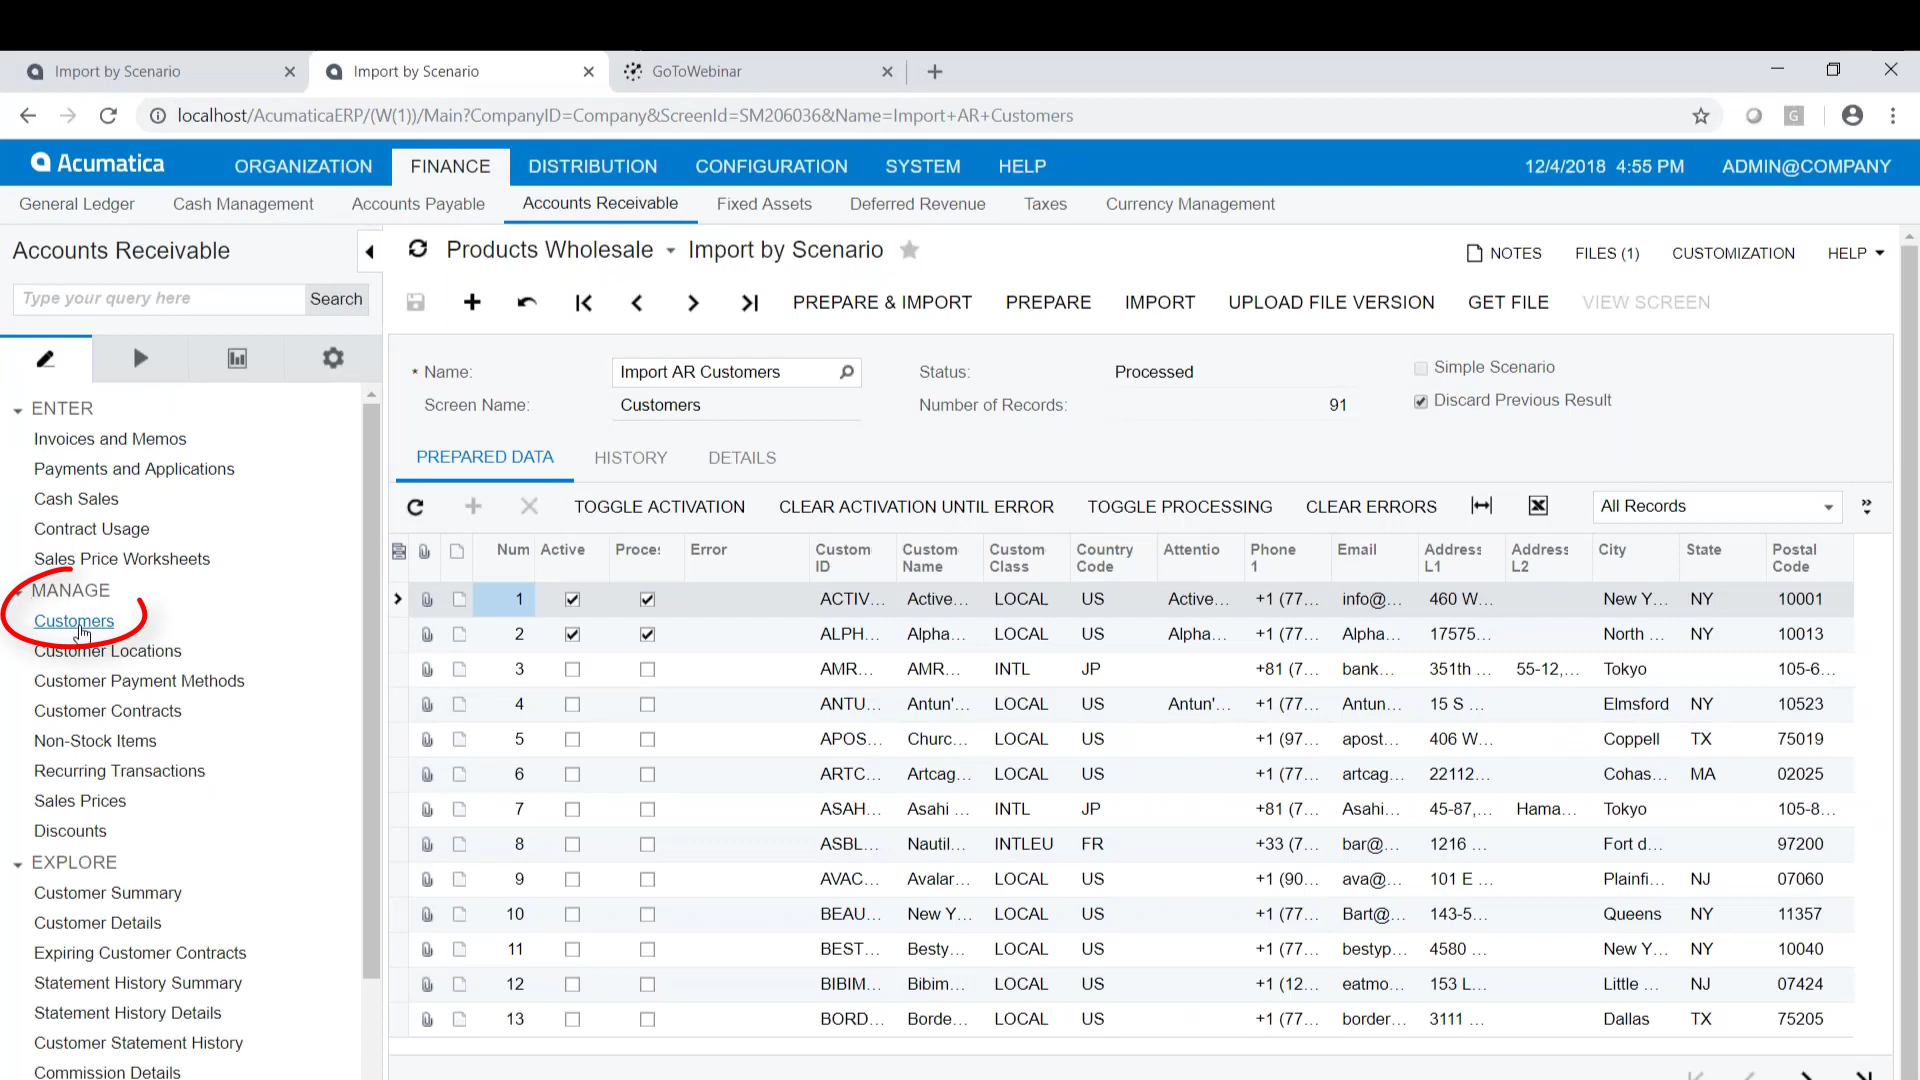 Import by Scenario
Import by Scenario
GoToWebinar
localhost/AcumaticaERP/(W(1))/Main?CompanyID=Company&ScreenId=SM206036&Name=Import+AR+Customers
G
Acumatica ORGANIZATION FINANCE DISTRIBUTION CONFIGURATION SYSTEM HELP 12/4/2018 4:55 PM ADMIN@COMPANY
General Ledger Cash Management Accounts Payable Accounts Receivable Fixed Assets Deferred Revenue Taxes Currency Management
Accounts Receivable
Type your query here Search
ENTER
Invoices and Memos
Payments and Applications
Cash Sales
Contract Usage
Sales Price Worksheets
MANAGE
Customers
Customer Locations
Customer Payment Methods
Customer Contracts
Non-Stock Items
Recurring Transactions
Sales Prices
Discounts
EXPLORE
Customer Summary
Customer Details
Expiring Customer Contracts
Statement History Summary
Statement History Details
Customer Statement History
Commission Details
Products Wholesale Import by Scenario
NOTES FILES (1) CUSTOMIZATION HELP
PREPARE & IMPORT PREPARE IMPORT UPLOAD FILE VERSION GET FILE VIEW SCREEN
* Name: Import AR Customers Status: Processed Simple Scenario
Screen Name: Customers Number of Records: 91 Discard Previous Result
PREPARED DATA HISTORY DETAILS
TOGGLE ACTIVATION CLEAR ACTIVATION UNTIL ERROR TOGGLE PROCESSING CLEAR ERRORS All Records
Num Active Proces Error Custom ID Custom Name Custom Class Country Code Attentio Phone 1 Email Address L1 Address L2 City State Postal Code
1 ACTIV... Active... LOCAL US Active... +1 (77... info@... 460 W... New Y... NY 10001
2 ALPH... Alpha... LOCAL US Alpha... +1 (77... Alpha... 17575... North ... NY 10013
3 AMR... AMR... INTL JP +81 (7... bank... 351th ... 55-12,... Tokyo 105-6...
4 ANTU... Antun'... LOCAL US Antun'... +1 (77... Antun... 15 S ... Elmsford NY 10523
5 APOS... Churc... LOCAL US +1 (97... apost... 406 W... Coppell TX 75019
6 ARTC... Artcag... LOCAL US +1 (77... artcag... 22112... Cohas... MA 02025
7 ASAH... Asahi ... INTL JP +81 (7... Asahi... 45-87,... Hama... Tokyo 105-8...
8 ASBL... Nautil... INTLEU FR +33 (7... bar@... 1216 ... Fort d... 97200
9 AVAC... Avalar... LOCAL US +1 (90... ava@... 101 E ... Plainfi... NJ 07060
10 BEAU... New Y... LOCAL US +1 (77... Bart@... 143-5... Queens NY 11357
11 BEST... Besty... LOCAL US +1 (77... bestyp... 4580 ... New Y... NY 10040
12 BIBIM... Bibim... LOCAL US +1 (12... eatmo... 153 L... Little ... NJ 07424
13 BORD... Borde... LOCAL US +1 (77... border... 3111 ... Dallas TX 75205